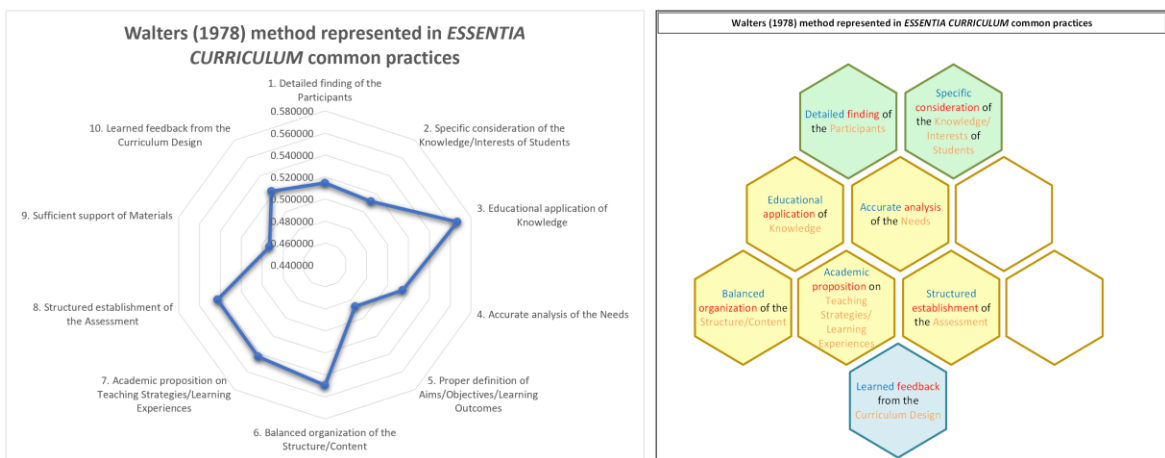 Walters (1978) method represented in ESSENTIA
CURRICULUM common practices
1. Detailed finding of the
Participants
0.580000
0.560000
0.540000
0.520000
0.500000
0.480000
0.460000
0.440000
2. Specific consideration of the
Knowledge/Interests of Students
3. Educational application of
Knowledge
4. Accurate analysis of the Needs
5. Proper definition of
Aims/Objectives/Learning
Outcomes
6. Balanced organization of the
Structure/Content
7. Academic proposition on
Teaching Strategies/Learning
Experiences
8. Structured establishment of
the Assessment
9. Sufficient support of Materials
10. Learned feedback from the
Curriculum Design
Walters (1978) method represented in ESSENTIA CURRICULUM common practices
Detailed finding of
the Participants
Specific
consideration of
the Knowledge/
Interests of
Students
Educational
application of
Knowledge
Accurate analysis
of the Needs
Balanced
organization of the
Structure/Content
Academic
proposition on
Teaching Strategies/
Learning
Experiences
Structured
establishment of
the Assessment
Learned feedback
from the
Curriculum Design